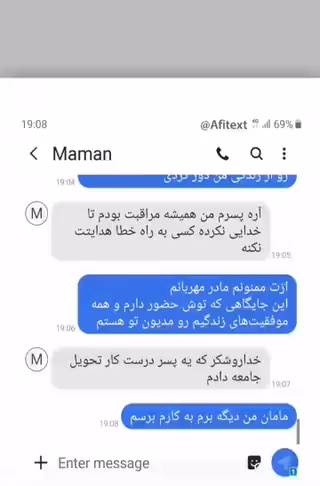 19:08
@Afitext
69%
Maman
رو از زندگی من دور کردی
19:04
M
آره پسرم من همیشه مراقبت بودم تا
خدایی نکرده کسی به راه خطا هدایتت
نکنه
19:05
ازت ممنونم مادر مهربانم
این جایگاهی که توش حضور دارم و همه
موفقیت‌های زندگیم رو مدیون تو هستم
19:06
M
خداروشکر که یه پسر درست کار تحویل
جامعه دادم
19:07
مامان من دیگه برم به کارم برسم
19:08
Enter message
1